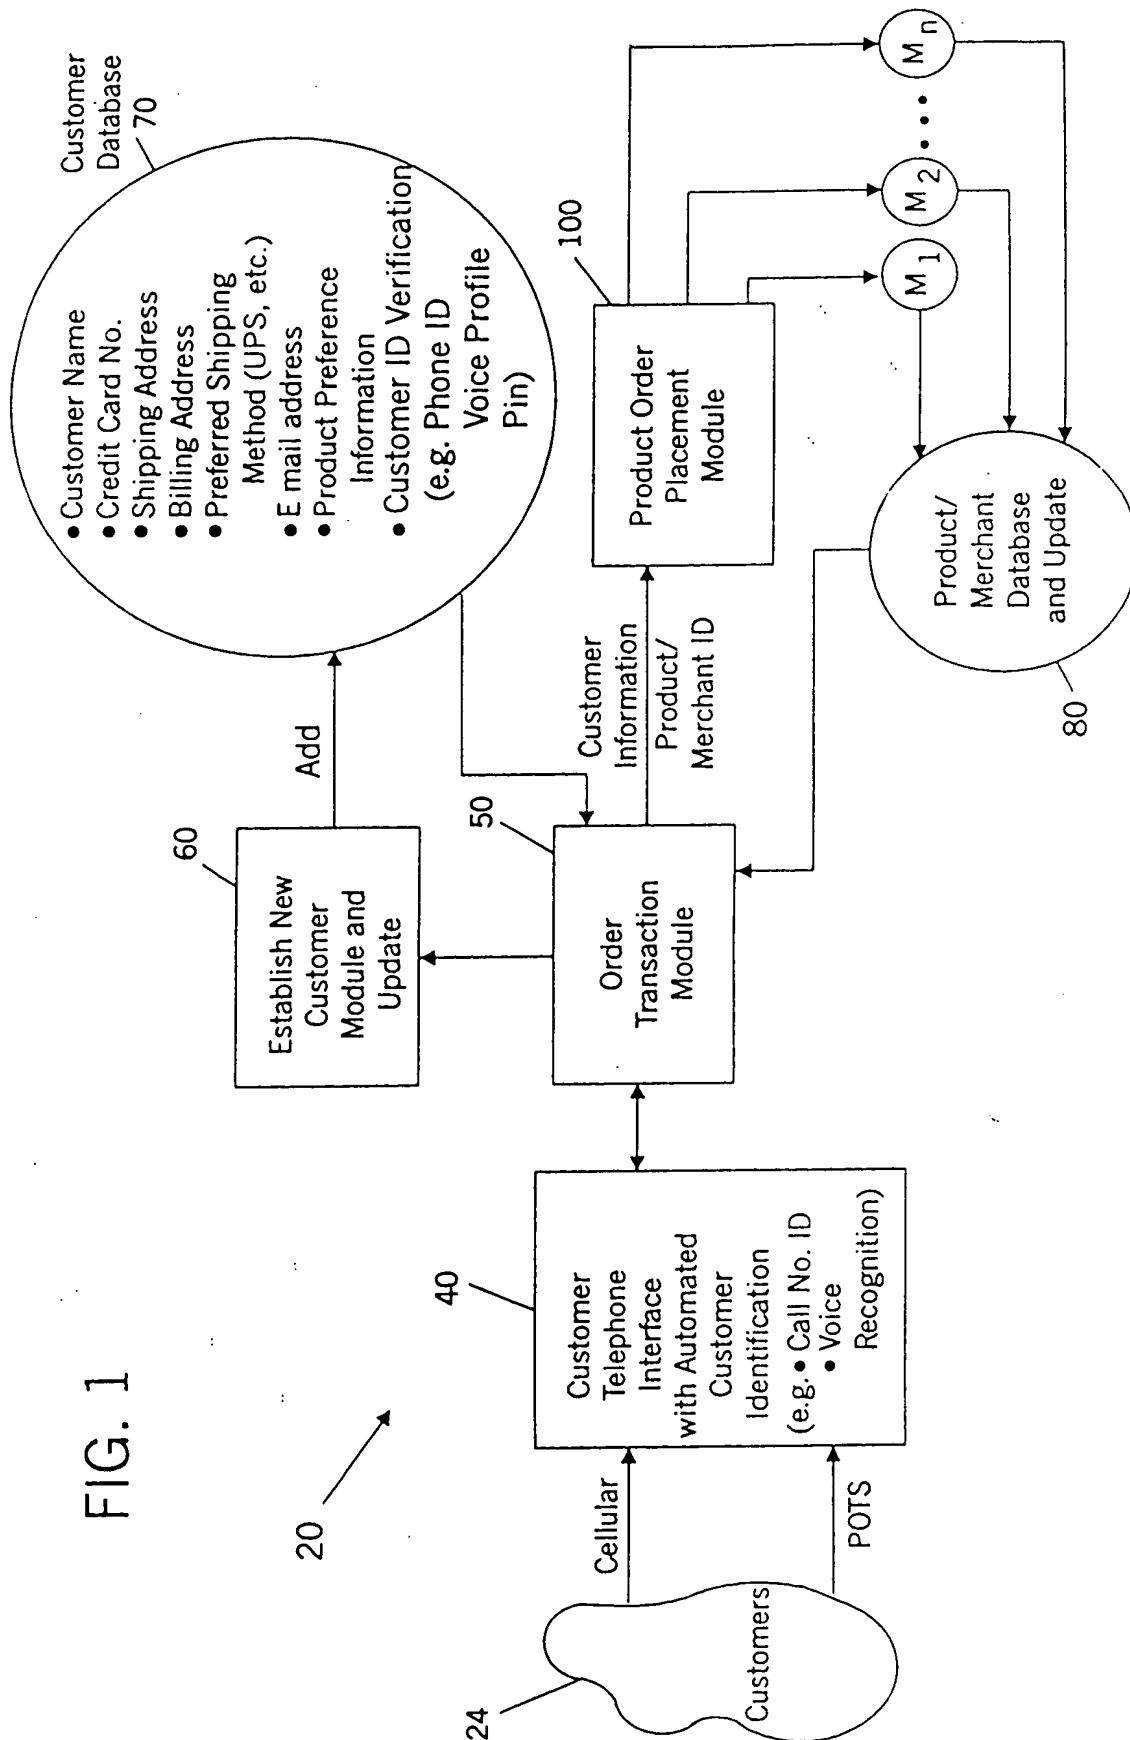 FIG. 1
20
24
Customers
Cellular
POTS
40
Customer
Telephone
Interface
with Automated
Customer
Identification
(e.g. • Call No. ID
• Voice
Recognition)
60
Establish New
Customer
Module and
Update
50
Order
Transaction
Module
Add
Customer
Database
70
• Customer Name
• Credit Card No.
• Shipping Address
• Billing Address
• Preferred Shipping
Method (UPS, etc.)
• E mail address
• Product Preference
Information
• Customer ID Verification
(e.g. Phone ID
Voice Profile
Pin)
Customer
Information
Product/
Merchant ID
100
Product Order
Placement
Module
M1
M2
• • • •
Mn
Product/
Merchant
Database
and Update
80